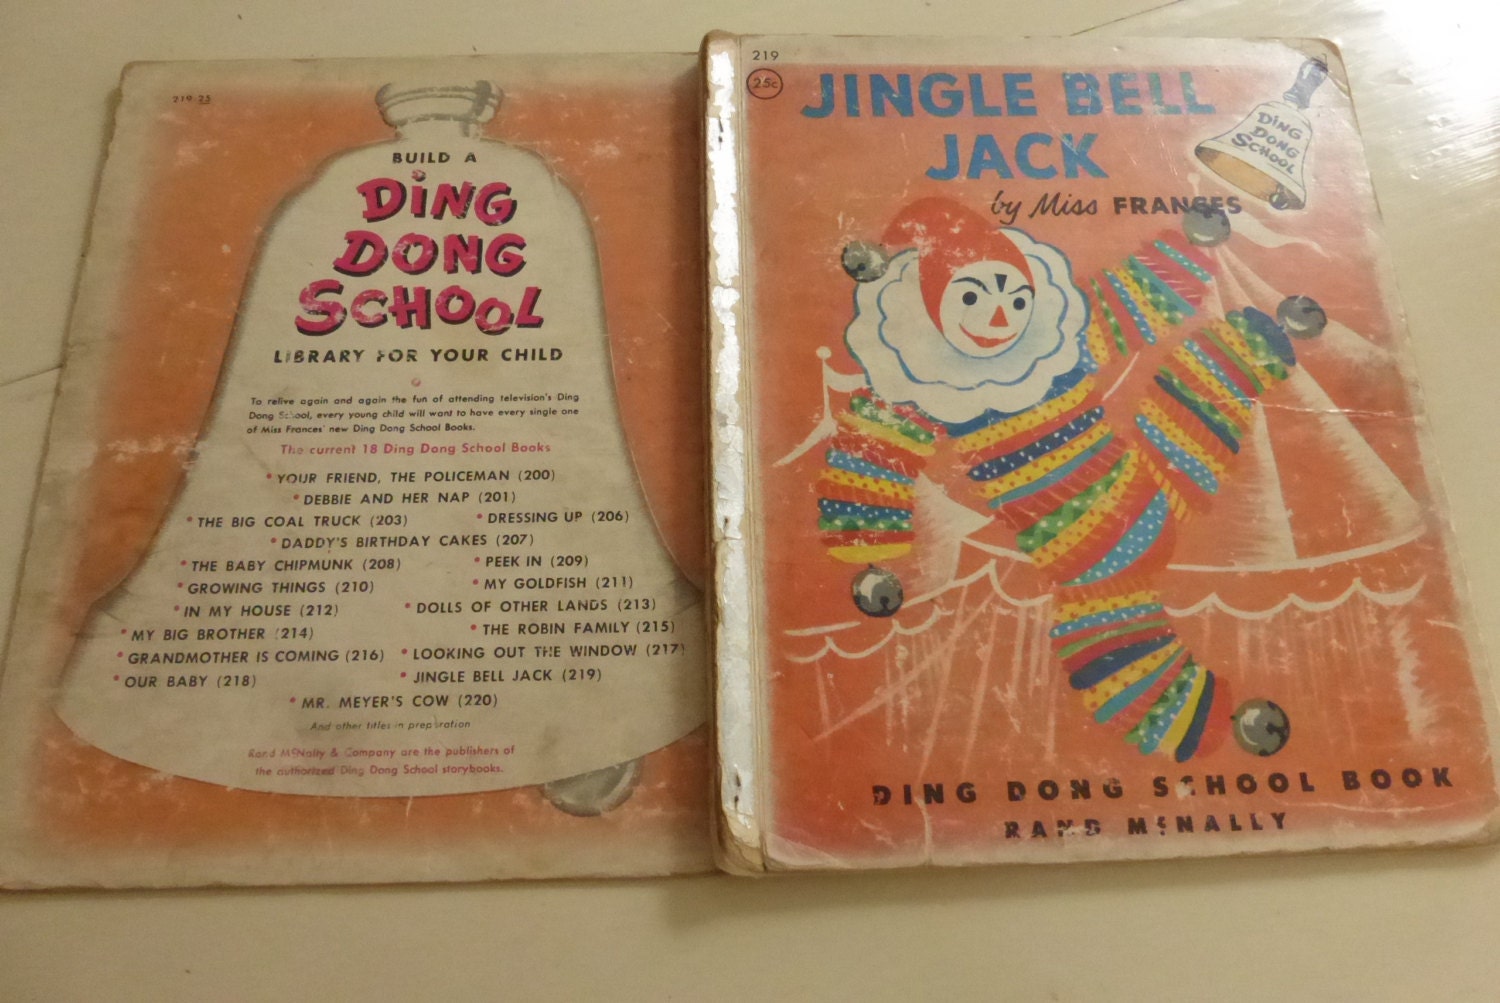 219-25
BUILD A
DING
DONG
SCHOOL
LIBRARY FOR YOUR CHILD
To relive again and again the fun of attending television's Ding
Dong School, every young child will want to have every single one
of Miss Frances' new Ding Dong School Books.
The current 18 Ding Dong School Books
• YOUR FRIEND, THE POLICEMAN (200)
• DEBBIE AND HER NAP (201)
• THE BIG COAL TRUCK (203) • DRESSING UP (206)
• DADDY'S BIRTHDAY CAKES (207)
• THE BABY CHIPMUNK (208) • PEEK IN (209)
• GROWING THINGS (210) • MY GOLDFISH (211)
• IN MY HOUSE (212) • DOLLS OF OTHER LANDS (213)
• MY BIG BROTHER (214) • THE ROBIN FAMILY (215)
• GRANDMOTHER IS COMING (216) • LOOKING OUT THE WINDOW (217)
• OUR BABY (218) • JINGLE BELL JACK (219)
• MR. MEYER'S COW (220)
And other titles in preparation
Rand McNally & Company are the publishers of
the authorized Ding Dong School storybooks.
219
25c
JINGLE BELL
JACK
by Miss FRANCES
DING
DONG
SCHOOL
DING DONG SCHOOL BOOK
RAND McNALLY